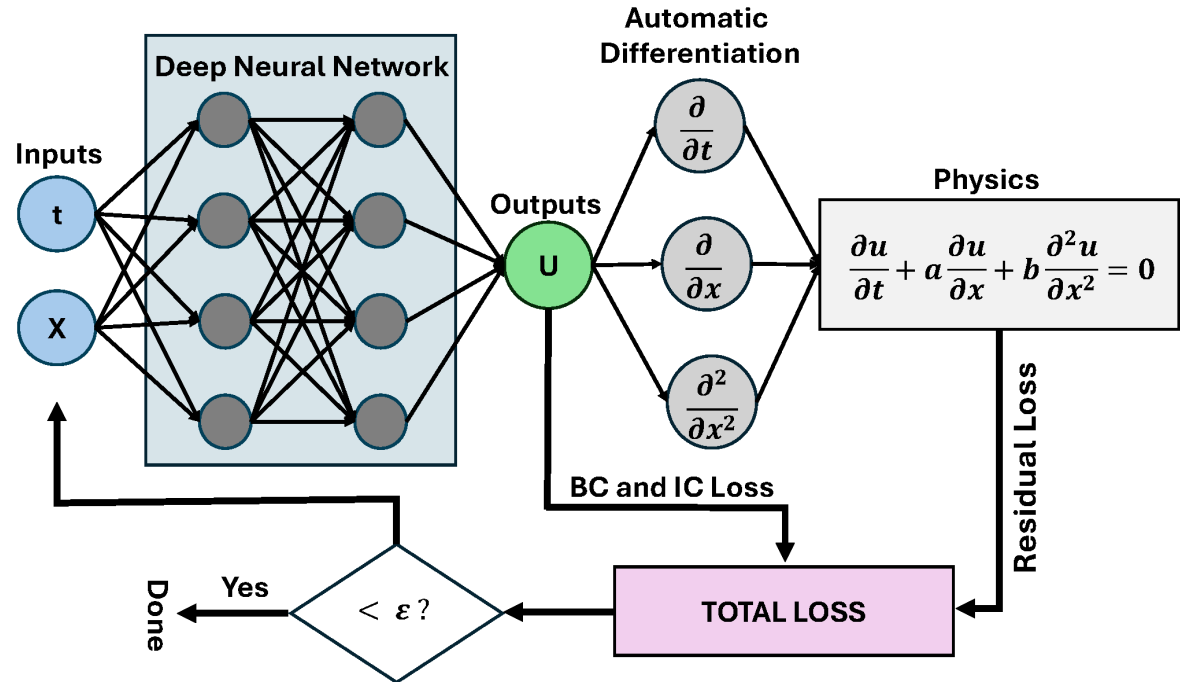 Automatic
Differentiation
Deep Neural Network
Inputs
t
X
Outputs
U
∂/∂t
∂/∂x
∂²/∂x²
Physics
∂u/∂t + a ∂u/∂x + b ∂²u/∂x² = 0
BC and IC Loss
Residual Loss
TOTAL LOSS
< ε ?
Yes
Done